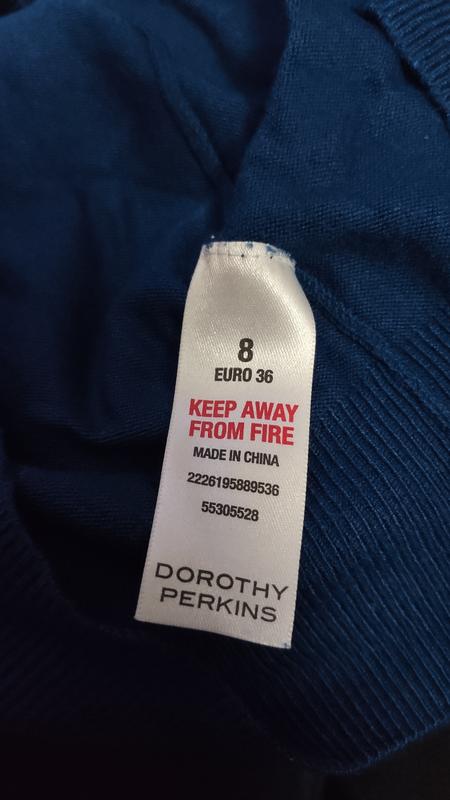 8
EURO 36
KEEP AWAY
FROM FIRE
MADE IN CHINA
2226195889536
55305528
DOROTHY
PERKINS